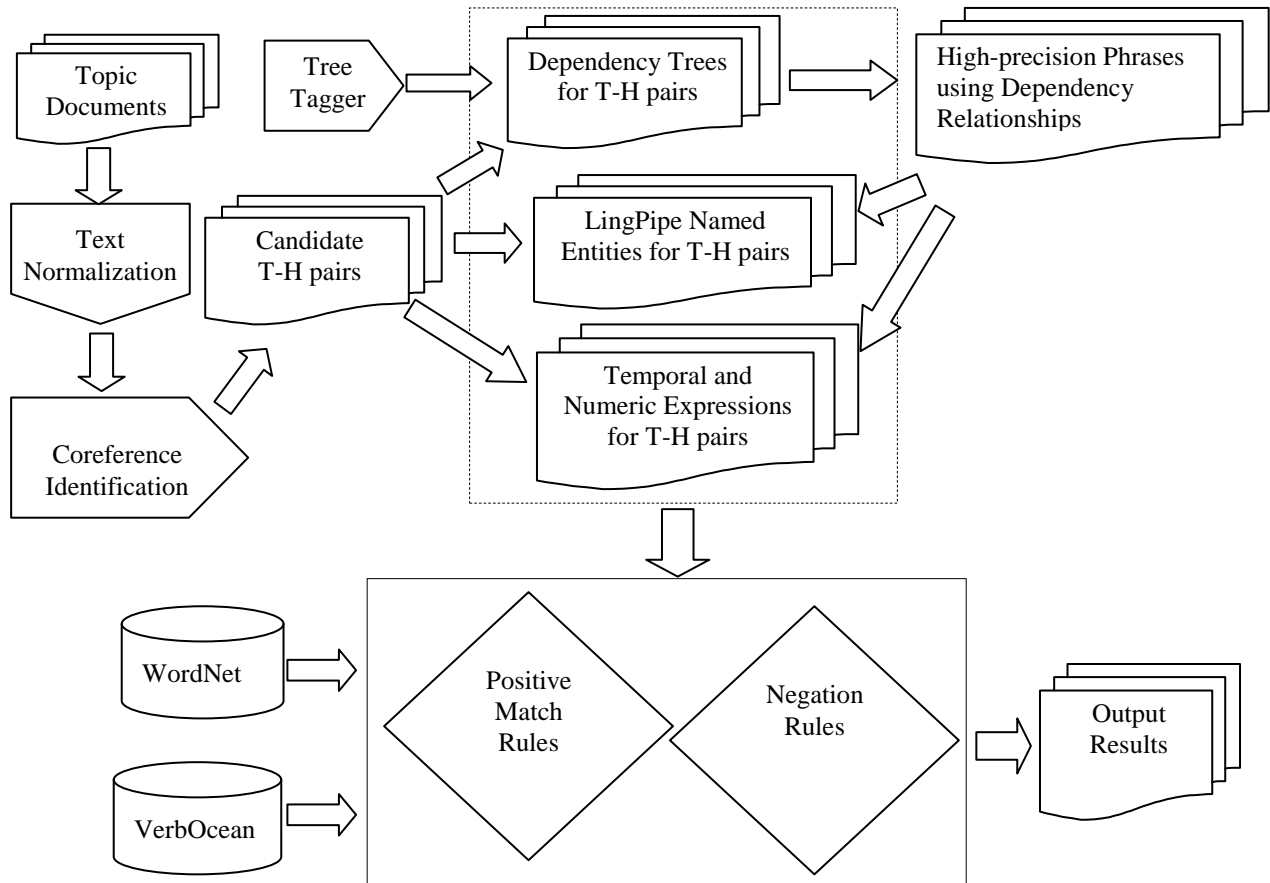 Topic
Documents
Tree
Tagger
Dependency Trees
for T-H pairs
High-precision Phrases
using Dependency
Relationships
Text
Normalization
Candidate
T-H pairs
LingPipe Named
Entities for T-H pairs
Temporal and
Numeric Expressions
for T-H pairs
Coreference
Identification
WordNet
VerbOcean
Positive
Match
Rules
Negation
Rules
Output
Results